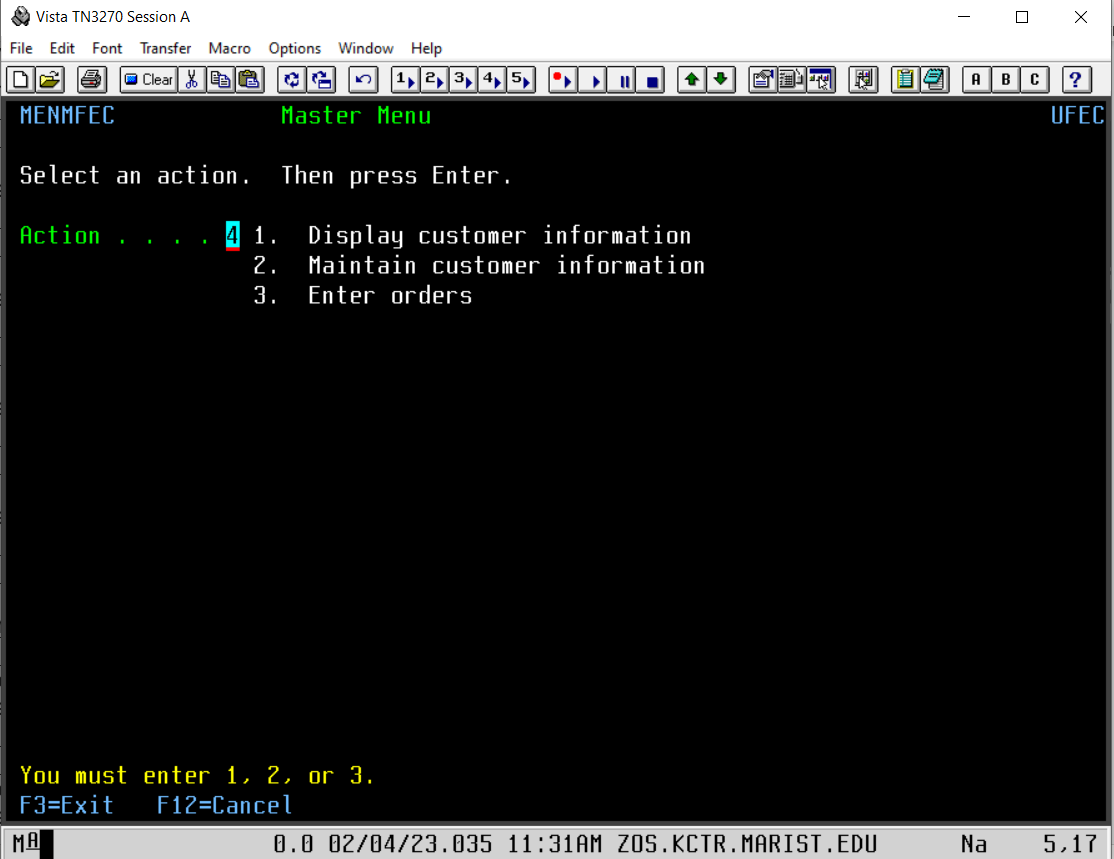 Vista TN3270 Session A
File Edit Font Transfer Macro Options Window Help
Clear 1 2 3 4 5 A B C ?
MENMFEC Master Menu UFEC
Select an action. Then press Enter.
Action . . . . 4 1. Display customer information
2. Maintain customer information
3. Enter orders
You must enter 1, 2, or 3.
F3=Exit F12=Cancel
MA 0.0 02/04/23.035 11:31AM ZOS.KCTR.MARIST.EDU Na 5,17